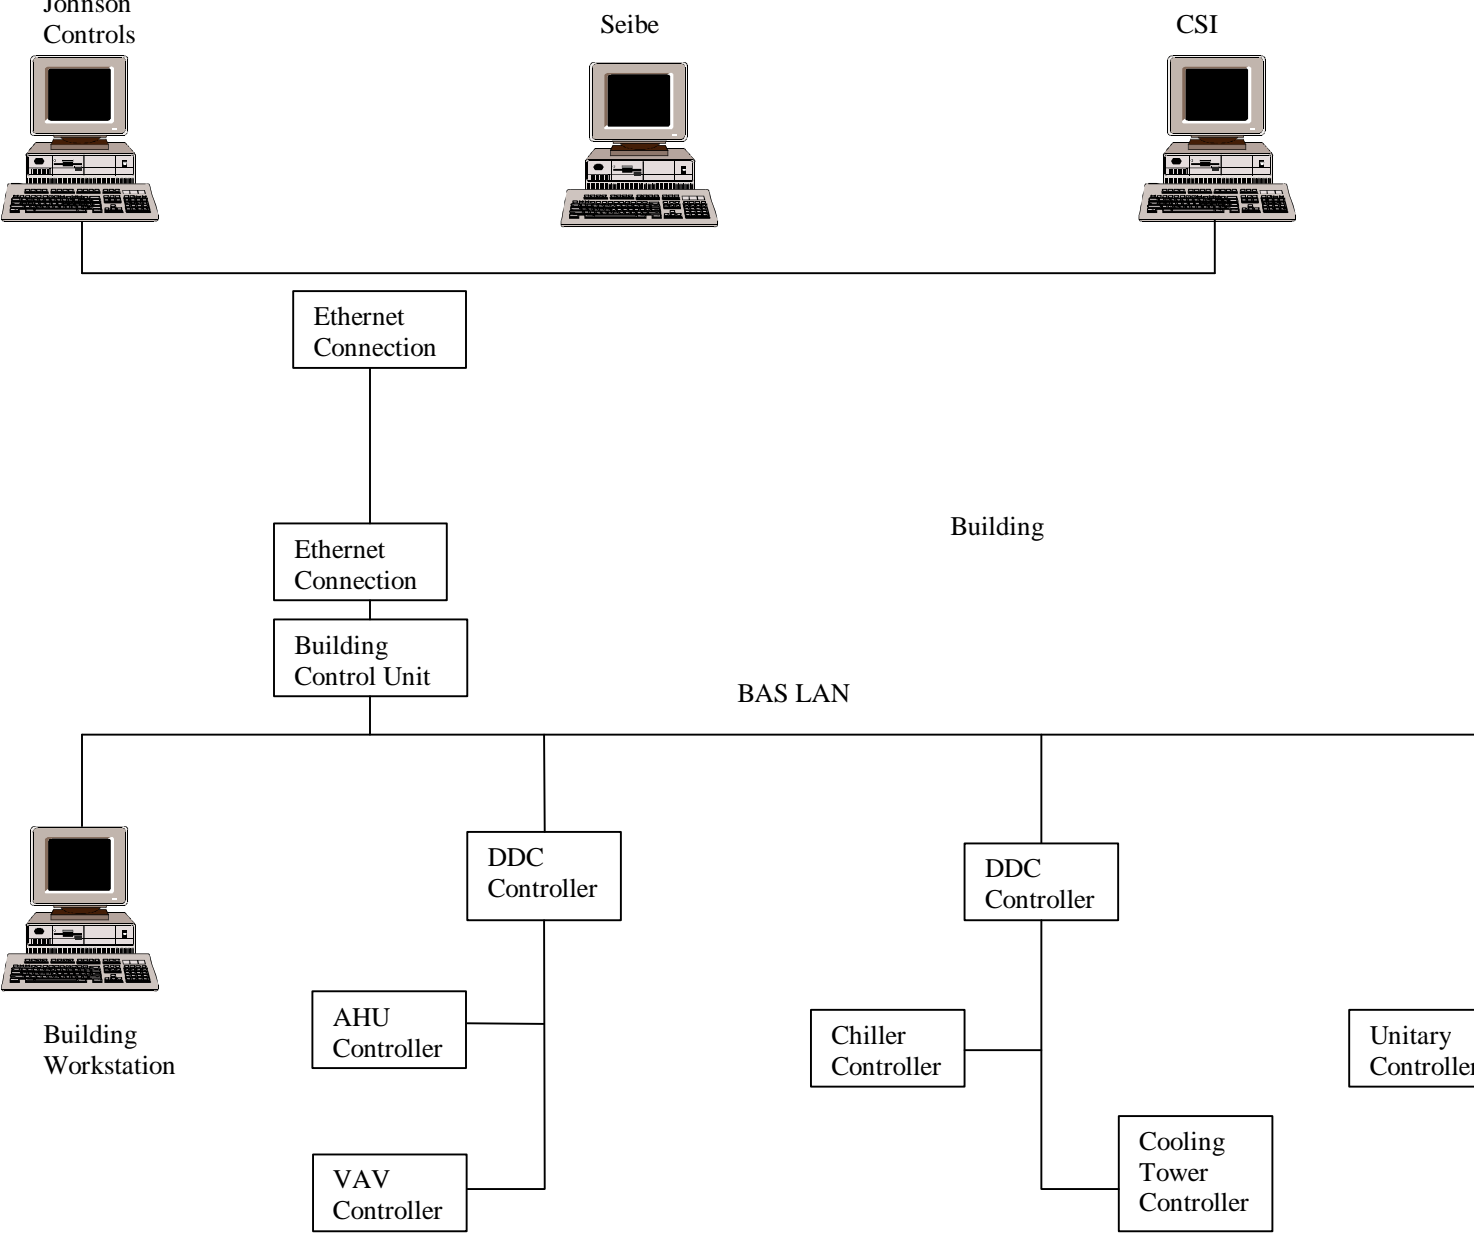 Johnson
Controls
Seibe
CSI
Ethernet
Connection
Ethernet
Connection
Building
Building
Control Unit
BAS LAN
DDC
Controller
DDC
Controller
Building
Workstation
AHU
Controller
Chiller
Controller
Unitary
Controller
VAV
Controller
Cooling
Tower
Controller